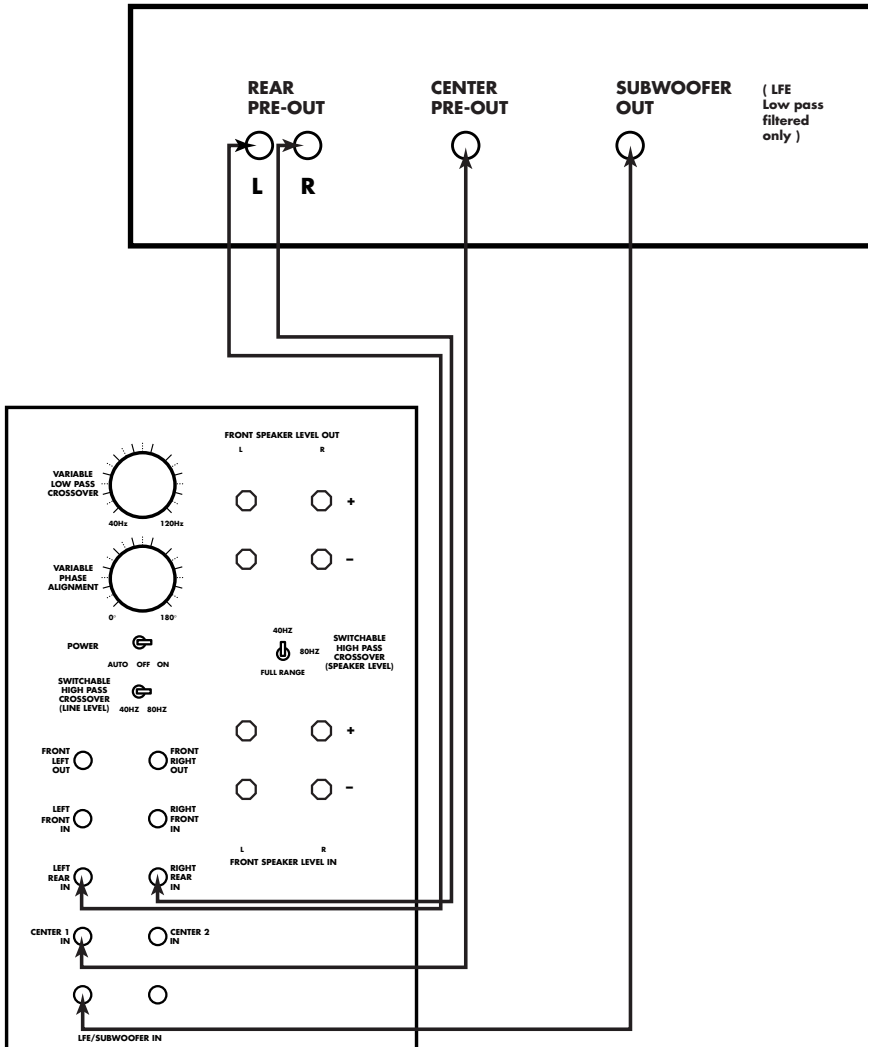 REAR
PRE-OUT
CENTER
PRE-OUT
SUBWOOFER
OUT
( LFE
Low pass
filtered
only )
L R
FRONT SPEAKER LEVEL OUT
L R
VARIABLE
LOW PASS
CROSSOVER
40Hz 120Hz
+
–
VARIABLE
PHASE
ALIGNMENT
0° 180°
POWER
AUTO OFF ON
40HZ
80HZ
FULL RANGE
SWITCHABLE
HIGH PASS
CROSSOVER
(SPEAKER LEVEL)
SWITCHABLE
HIGH PASS
CROSSOVER
(LINE LEVEL)
40HZ 80HZ
+
–
FRONT
LEFT
OUT
FRONT
RIGHT
OUT
LEFT
FRONT
IN
RIGHT
FRONT
IN
L R
FRONT SPEAKER LEVEL IN
LEFT
REAR
IN
RIGHT
REAR
IN
CENTER 1
IN
CENTER 2
IN
LFE/SUBWOOFER IN